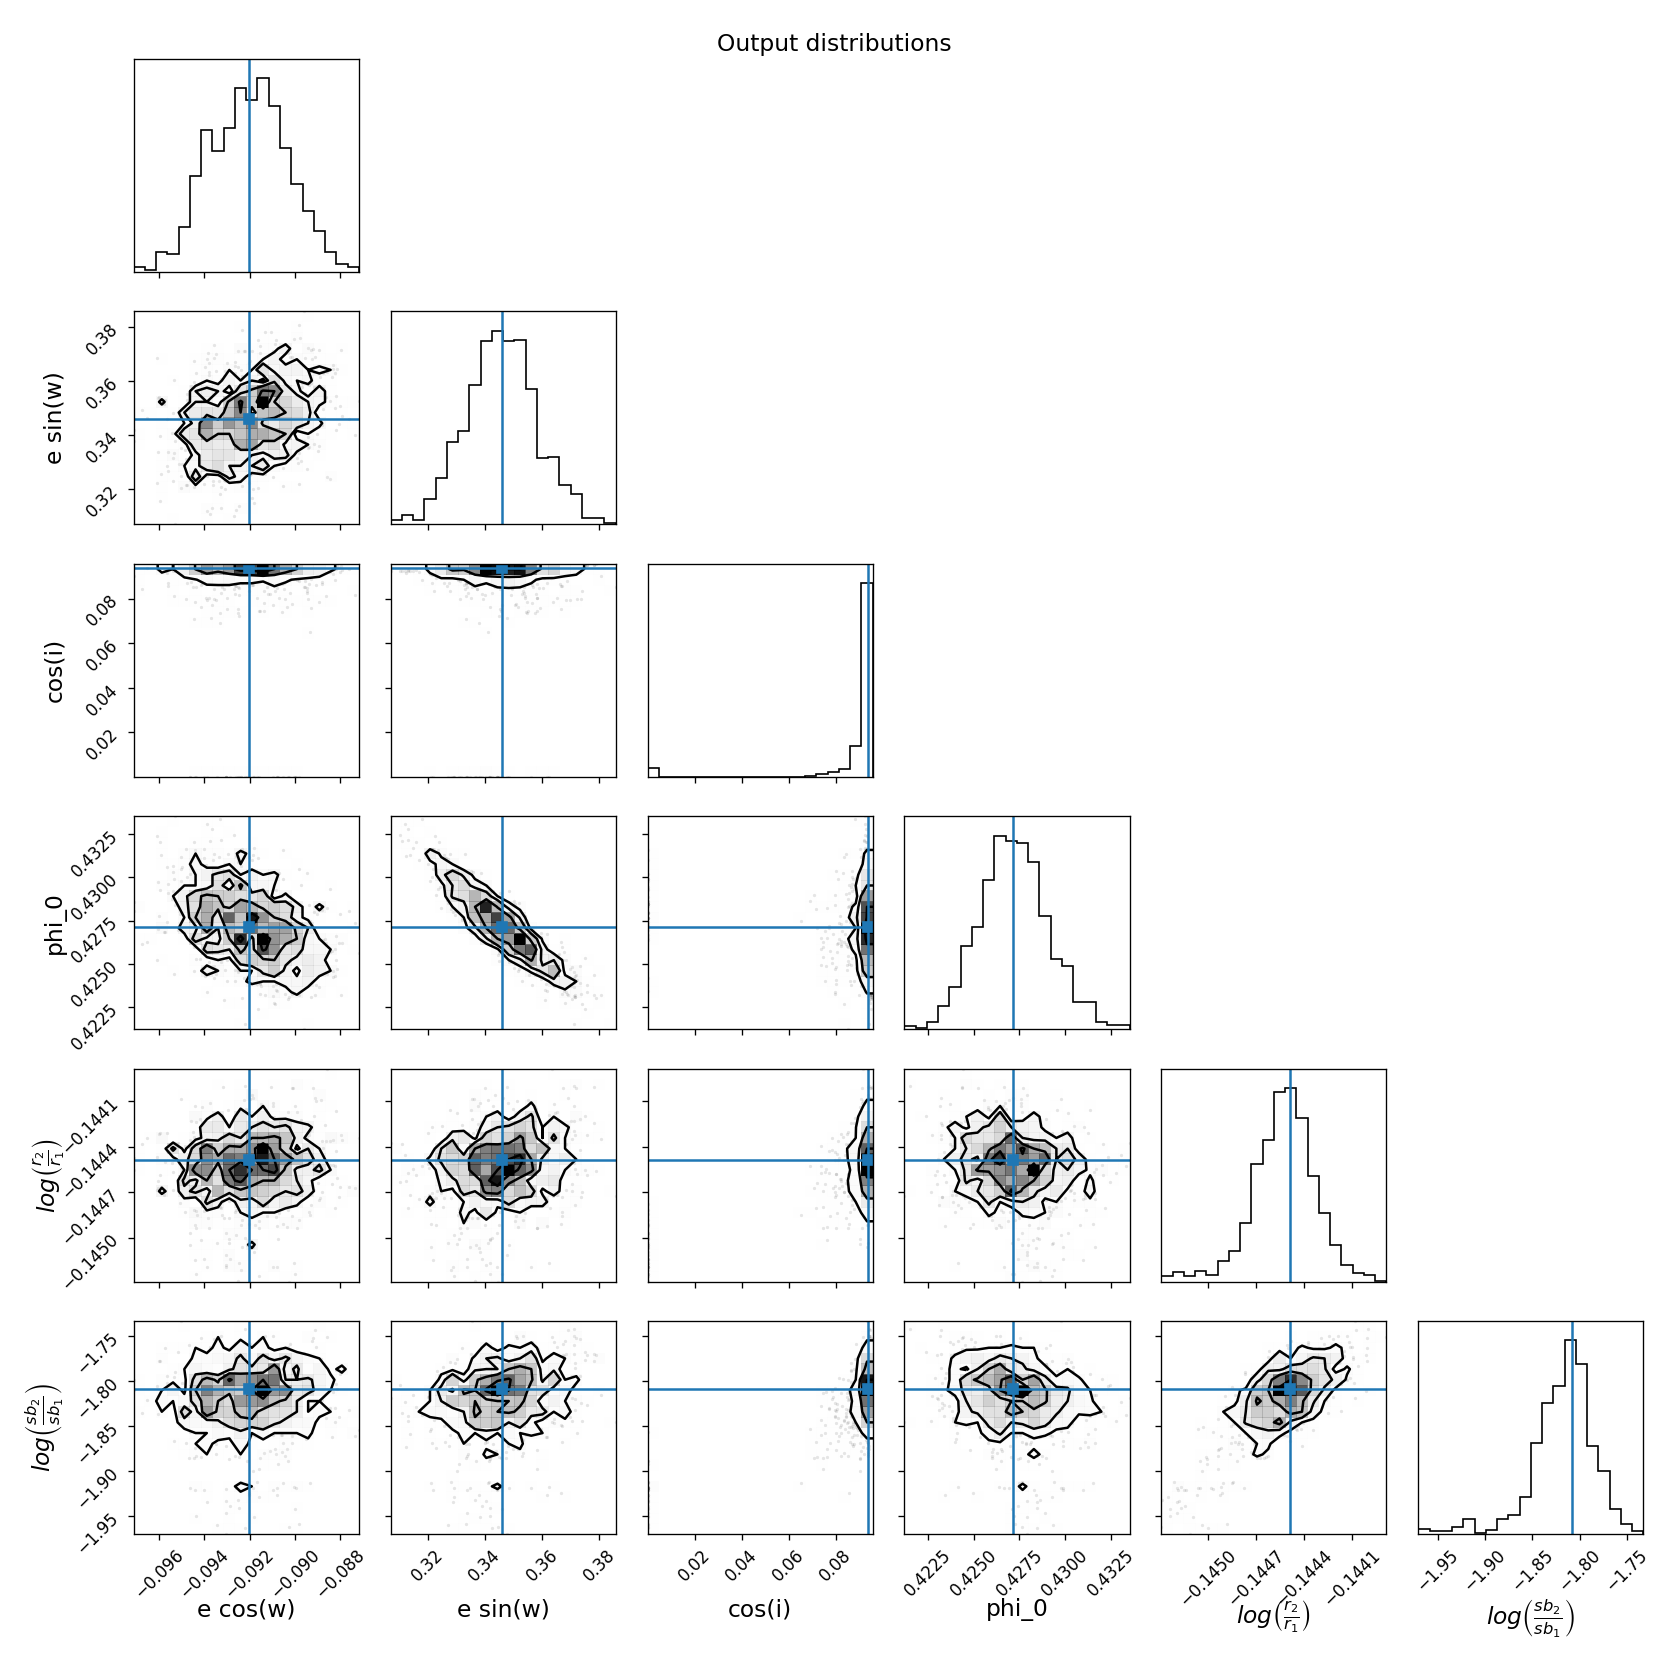 Output distributions
0.38
0.36
0.34
0.32
e sin(w)
0.08
0.06
0.04
0.02
cos(i)
0.4325
0.4300
0.4275
0.4250
0.4225
phi_0
−0.1441
−0.1444
−0.1447
−0.1450
log(r2/r1)
−1.75
−1.80
−1.85
−1.90
−1.95
log(sb2/sb1)
−0.096 −0.094 −0.092 −0.090 −0.088
0.32 0.34 0.36 0.38
0.02 0.04 0.06 0.08
0.4225 0.4250 0.4275 0.4300 0.4325
−0.1450 −0.1447 −0.1444 −0.1441
−1.95 −1.90 −1.85 −1.80 −1.75
e cos(w)
e sin(w)
cos(i)
phi_0
log(r2/r1)
log(sb2/sb1)